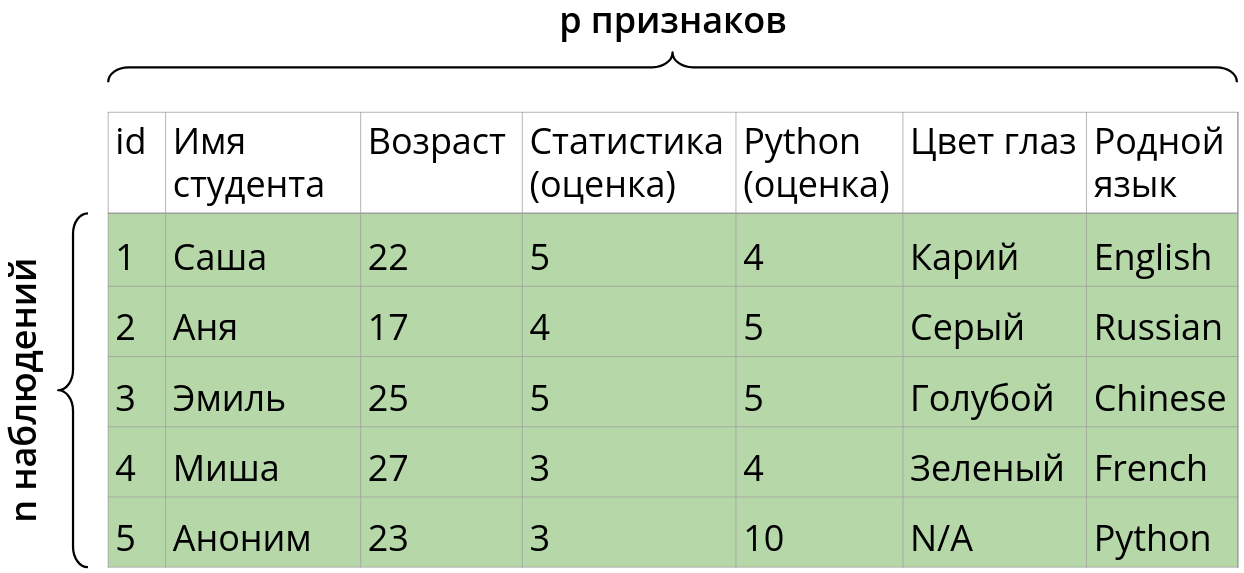 p признаков
id Имя студента Возраст Статистика (оценка) Python (оценка) Цвет глаз Родной язык
n наблюдений
1 Саша 22 5 4 Карий English
2 Аня 17 4 5 Серый Russian
3 Эмиль 25 5 5 Голубой Chinese
4 Миша 27 3 4 Зеленый French
5 Аноним 23 3 10 N/A Python